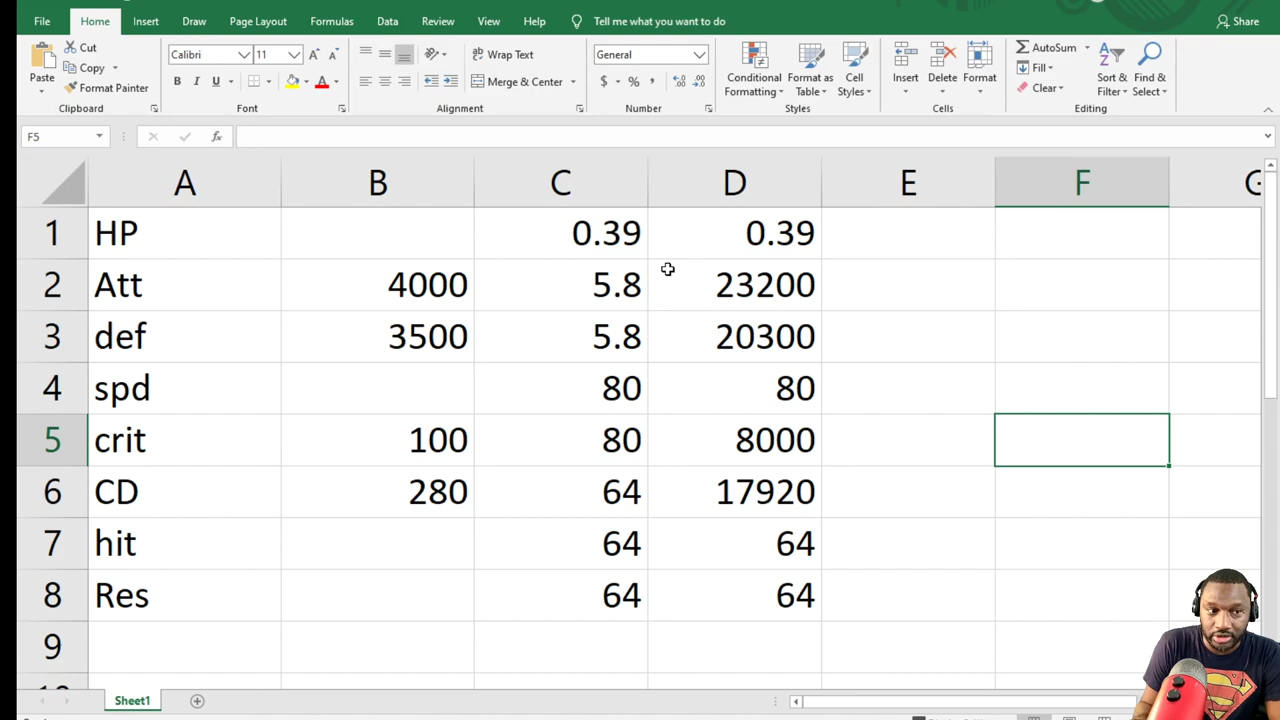 File Home Insert Draw Page Layout Formulas Data Review View Help Tell me what you want to do Share
Paste Cut Copy Format Painter Clipboard
Calibri 11 A A B I U A Font
Wrap Text Merge & Center Alignment
General $ % , Number
Conditional Formatting Format as Table Cell Styles Styles
Insert Delete Format Cells
AutoSum Fill Clear Sort & Filter Find & Select Editing
F5 fx
A B C D E F G
1 HP 0.39 0.39
2 Att 4000 5.8 23200
3 def 3500 5.8 20300
4 spd 80 80
5 crit 100 80 8000
6 CD 280 64 17920
7 hit 64 64
8 Res 64 64
9
Sheet1